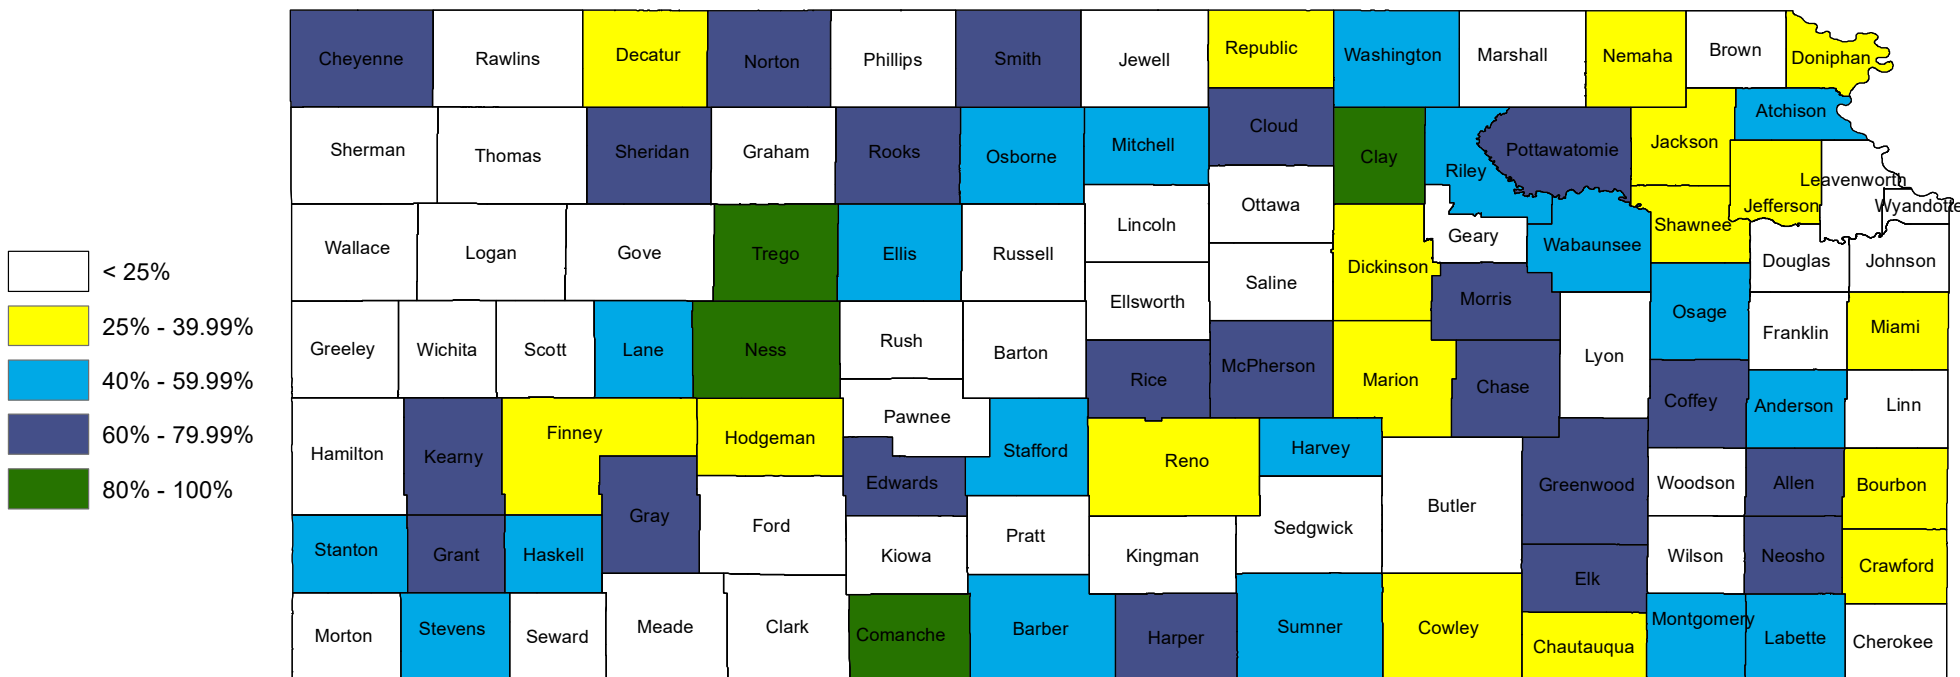 Cheyenne
Rawlins
Decatur
Norton
Phillips
Smith
Jewell
Republic
Washington
Marshall
Nemaha
Brown
Doniphan
Sherman
Thomas
Sheridan
Graham
Rooks
Osborne
Mitchell
Cloud
Clay
Riley
Pottawatomie
Jackson
Atchison
Ottawa
Lincoln
Leavenworth
Jefferson
Wyandotte
Wallace
Logan
Gove
Trego
Ellis
Russell
Saline
Dickinson
Geary
Wabaunsee
Shawnee
Douglas
Johnson
< 25%
25% - 39.99%
40% - 59.99%
60% - 79.99%
80% - 100%
Ellsworth
Morris
Osage
Franklin
Miami
Greeley
Wichita
Scott
Lane
Ness
Rush
Barton
Rice
McPherson
Marion
Chase
Lyon
Coffey
Anderson
Linn
Hamilton
Kearny
Finney
Hodgeman
Pawnee
Stafford
Reno
Harvey
Edwards
Gray
Ford
Butler
Greenwood
Woodson
Allen
Bourbon
Stanton
Grant
Haskell
Kiowa
Pratt
Kingman
Sedgwick
Elk
Wilson
Neosho
Crawford
Morton
Stevens
Seward
Meade
Clark
Comanche
Barber
Harper
Sumner
Cowley
Chautauqua
Montgomery
Labette
Cherokee